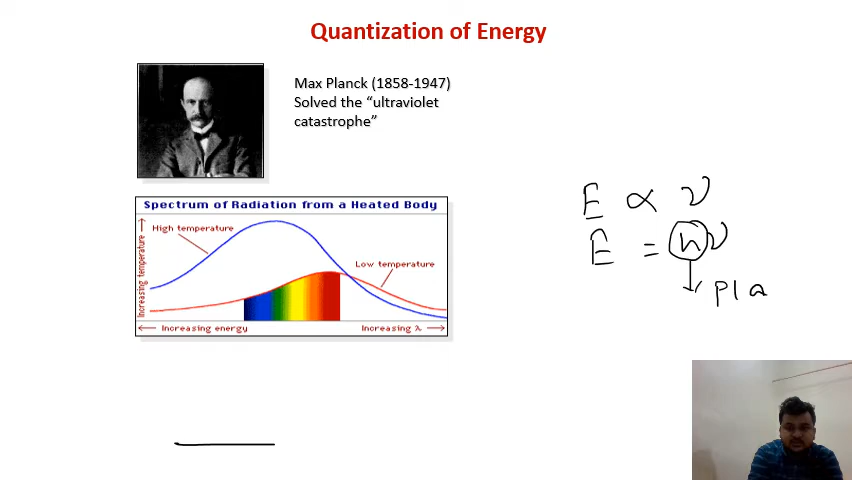 Quantization of Energy
Max Planck (1858-1947)
Solved the “ultraviolet
catastrophe”
Spectrum of Radiation from a Heated Body
High temperature
Low temperature
Increasing temperature
Increasing energy
Increasing λ
E ∝ ν
E = hν
Pla